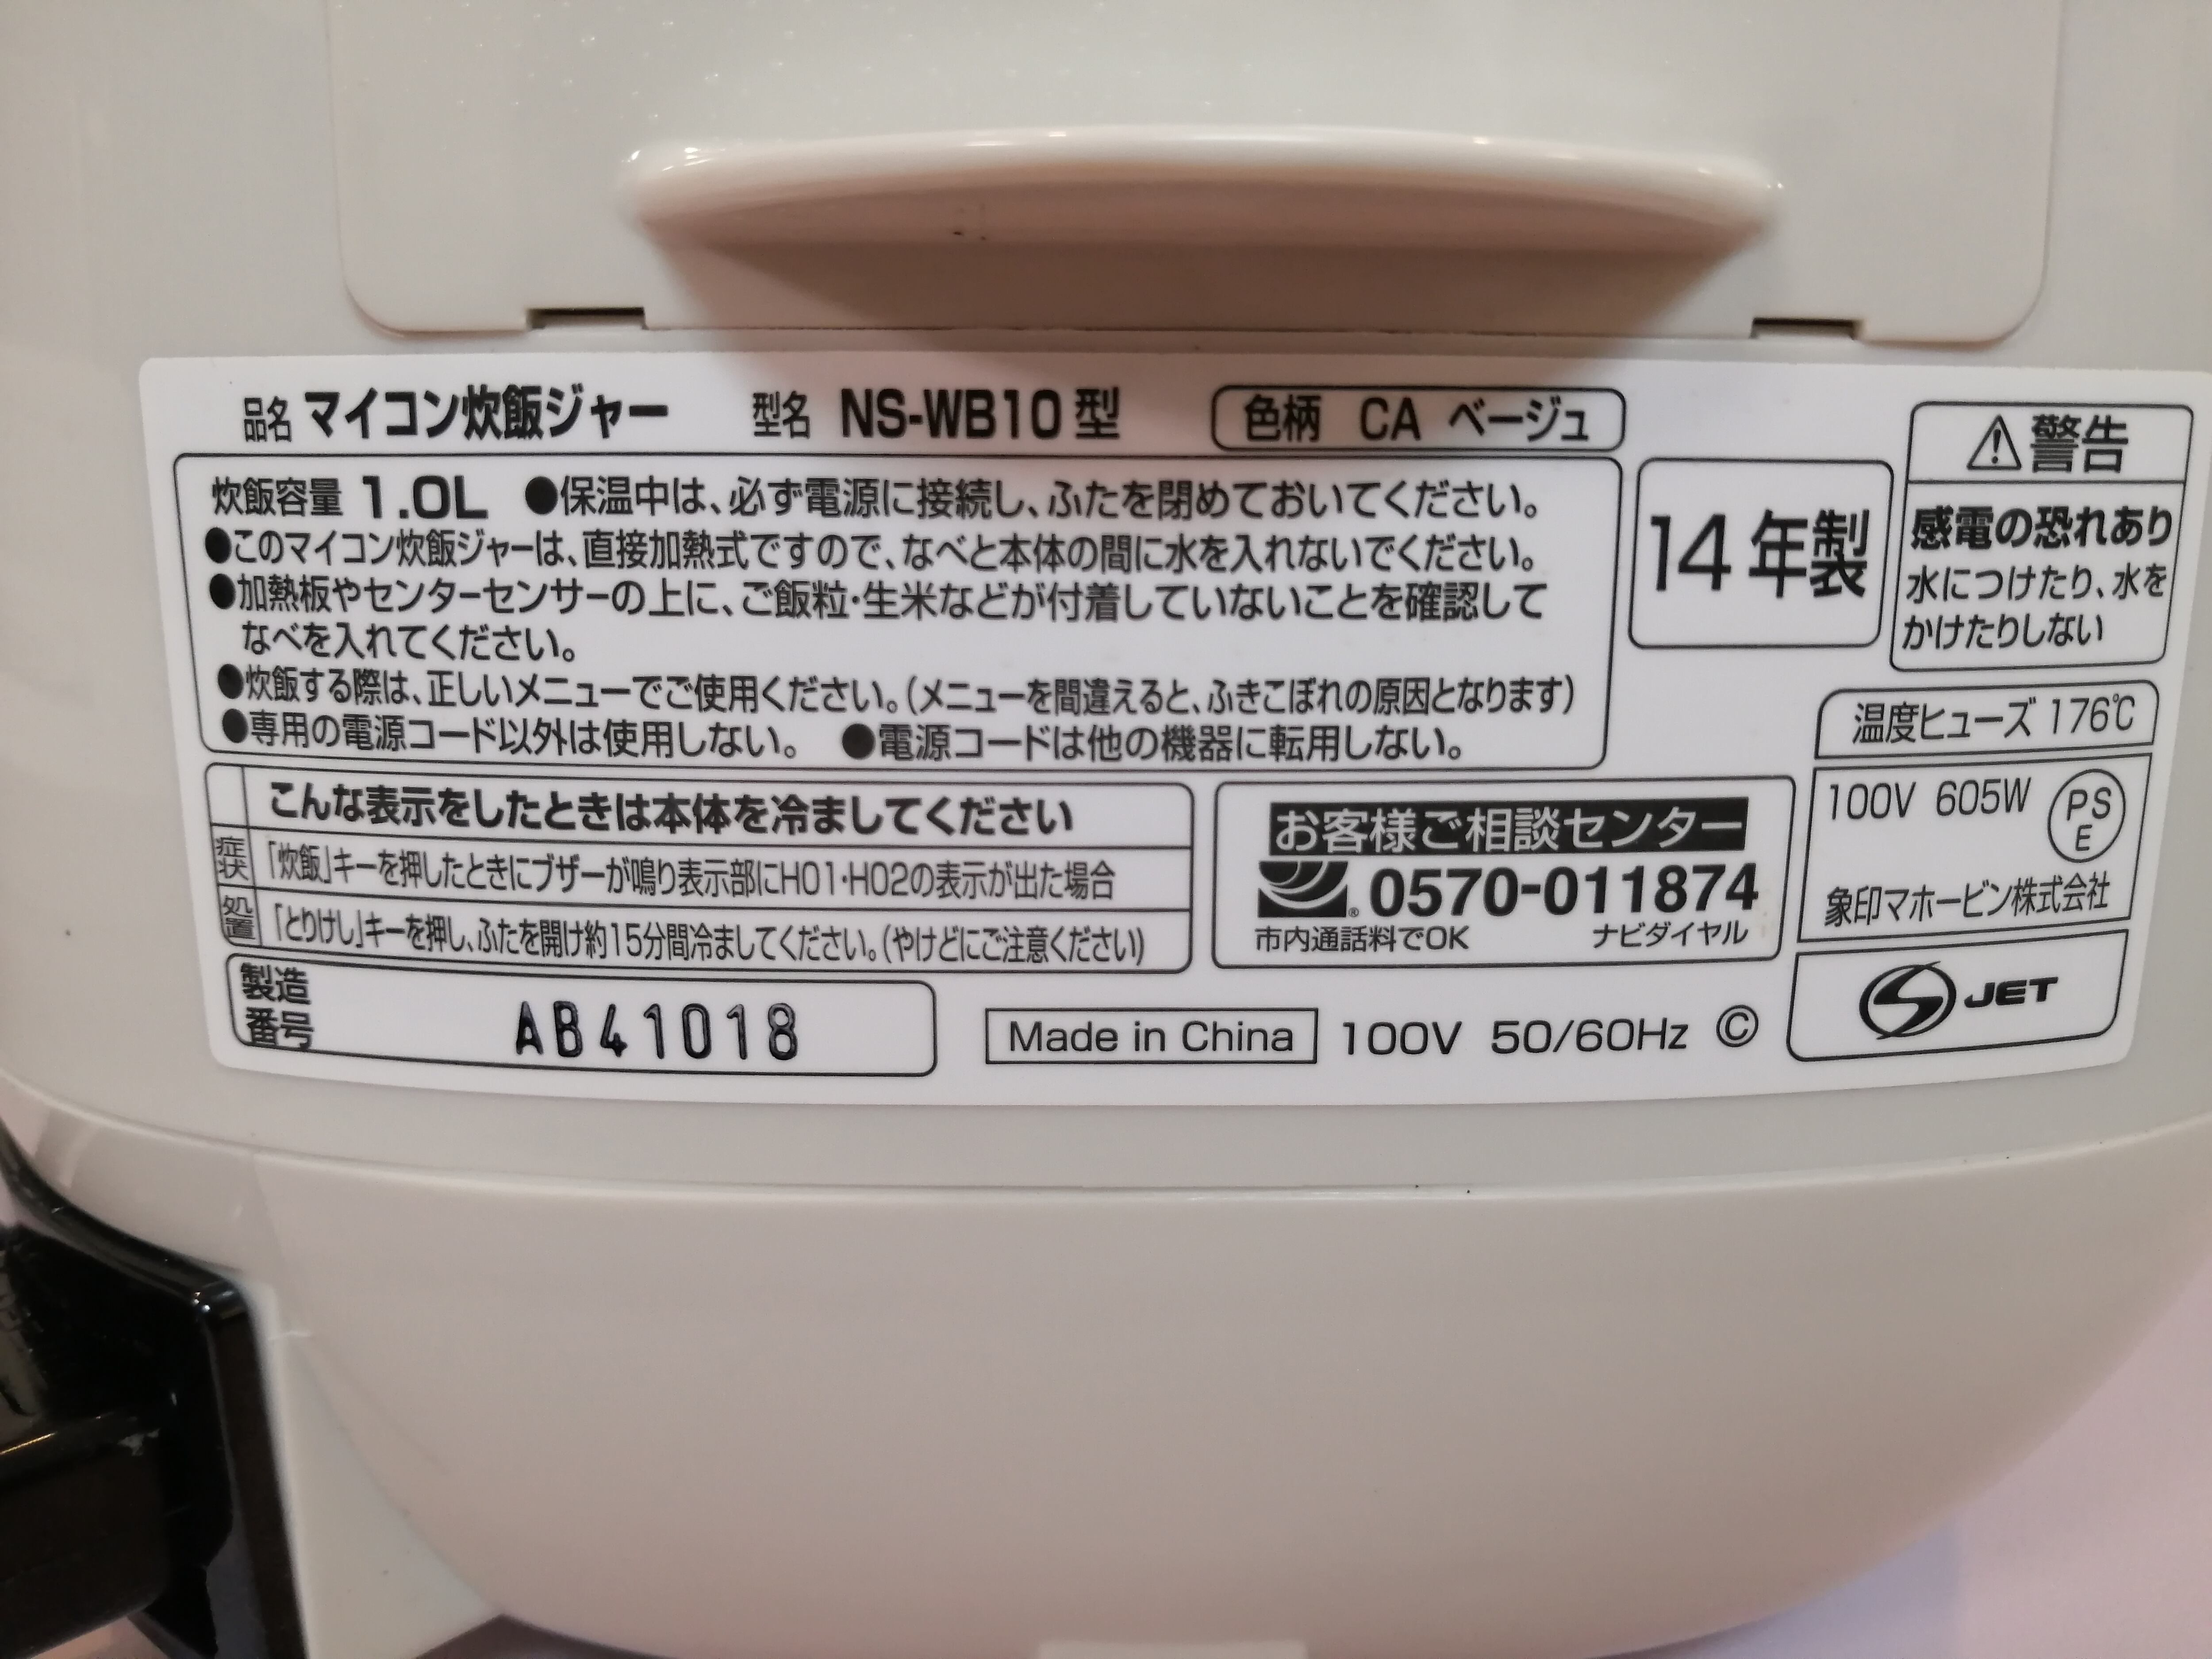 品名 マイコン炊飯ジャー 型名 NS-WB10型 色柄 CA ベージュ
炊飯容量 1.0L ●保温中は、必ず電源に接続し、ふたを閉めておいてください。
●このマイコン炊飯ジャーは、直接加熱式ですので、なべと本体の間に水を入れないでください。
●加熱板やセンターセンサーの上に、ご飯粒・生米などが付着していないことを確認して
なべを入れてください。
●炊飯する際は、正しいメニューでご使用ください。(メニューを間違えると、ふきこぼれの原因となります)
●専用の電源コード以外は使用しない。 ●電源コードは他の機器に転用しない。
14年製
⚠警告
感電の恐れあり
水につけたり、水を
かけたりしない
温度ヒューズ 176℃
100V 605W
PS
E
象印マホービン株式会社
JET
こんな表示をしたときは本体を冷ましてください
症状 「炊飯」キーを押したときにブザーが鳴り表示部にH01・H02の表示が出た場合
処置 「とりけし」キーを押し、ふたを開け約15分間冷ましてください。(やけどにご注意ください)
お客様ご相談センター
® 0570-011874
市内通話料でOK ナビダイヤル
製造
番号 AB41018
Made in China 100V 50/60Hz ©